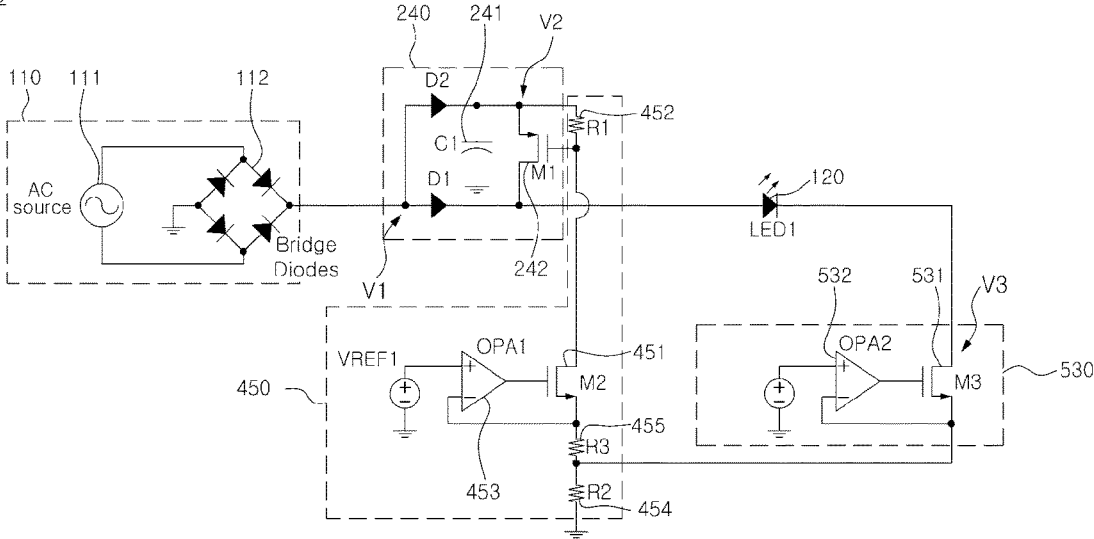 240
241
V2
D2
110
111
112
452
R1
C1
M1
AC
source
D1
120
LED1
Bridge
Diodes
242
V1
532
531
V3
VREF1
OPA1
451
OPA2
450
+
−
+
−
M2
+
−
+
−
M3
530
455
R3
453
R2
454